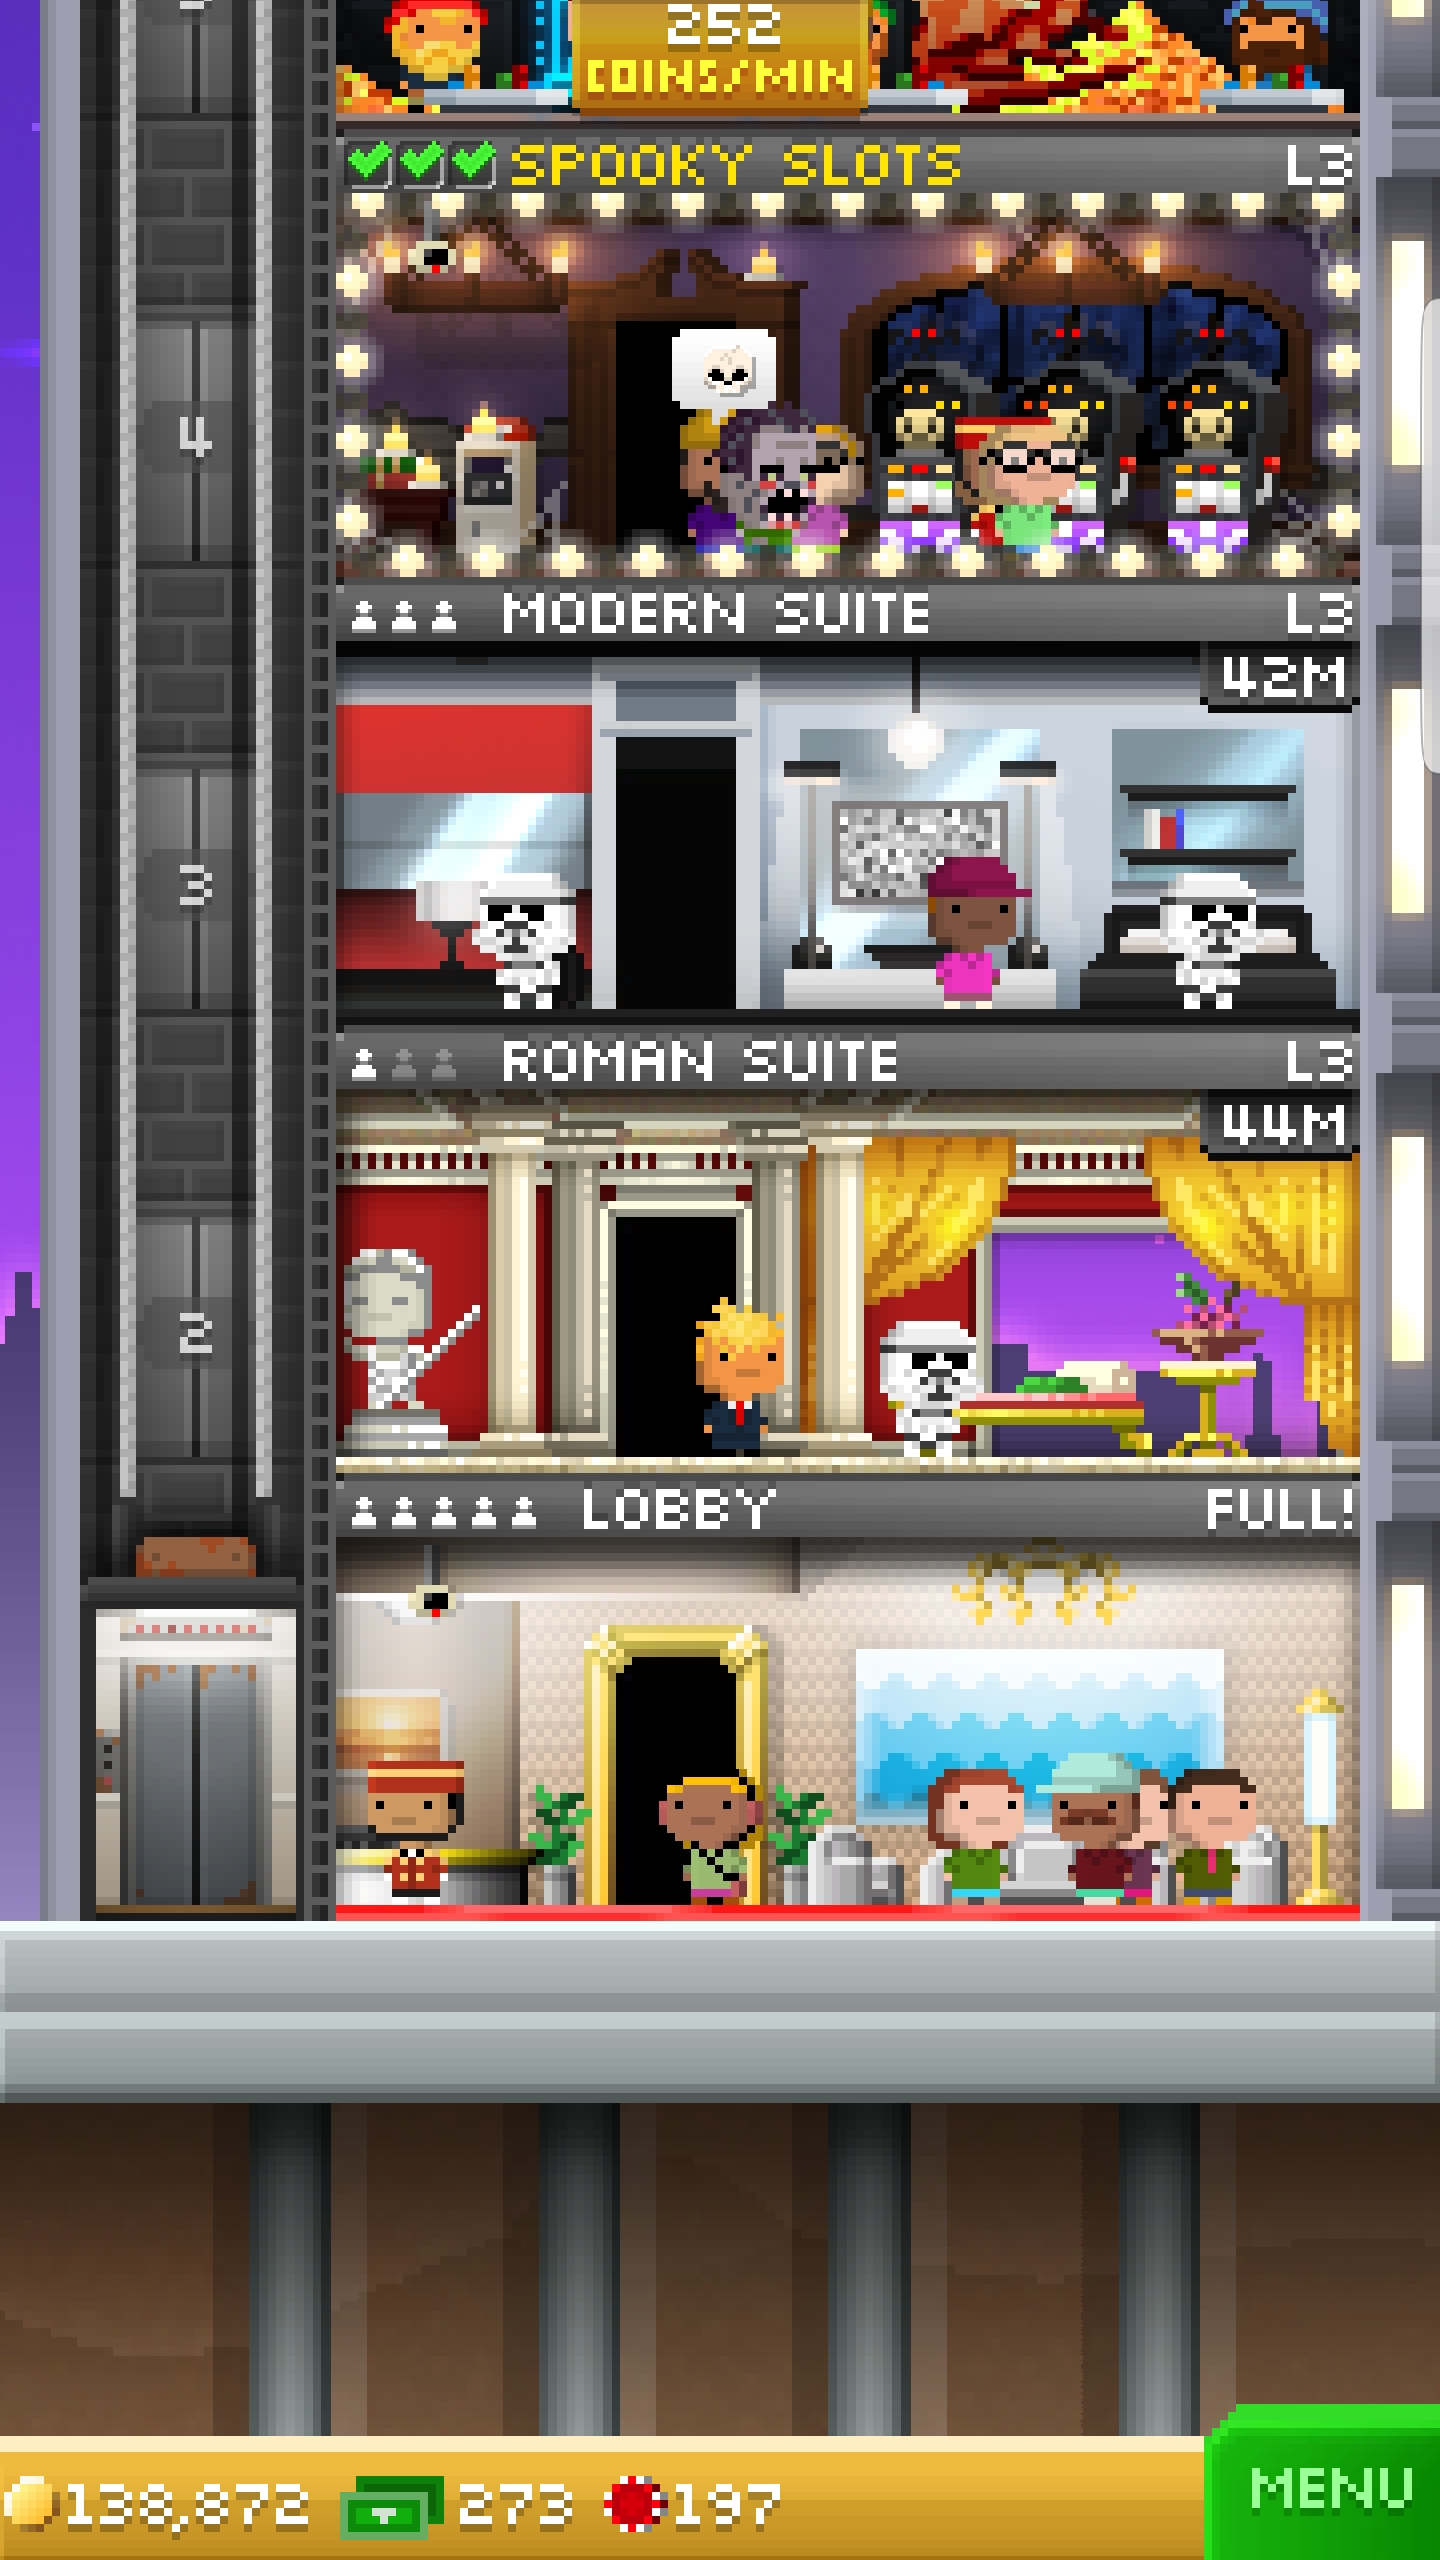 252
COINS/MIN
SPOOKY SLOTS L3
4
MODERN SUITE L3
42M
3
ROMAN SUITE L3
44M
2
LOBBY FULL!
138,872 273 197
MENU